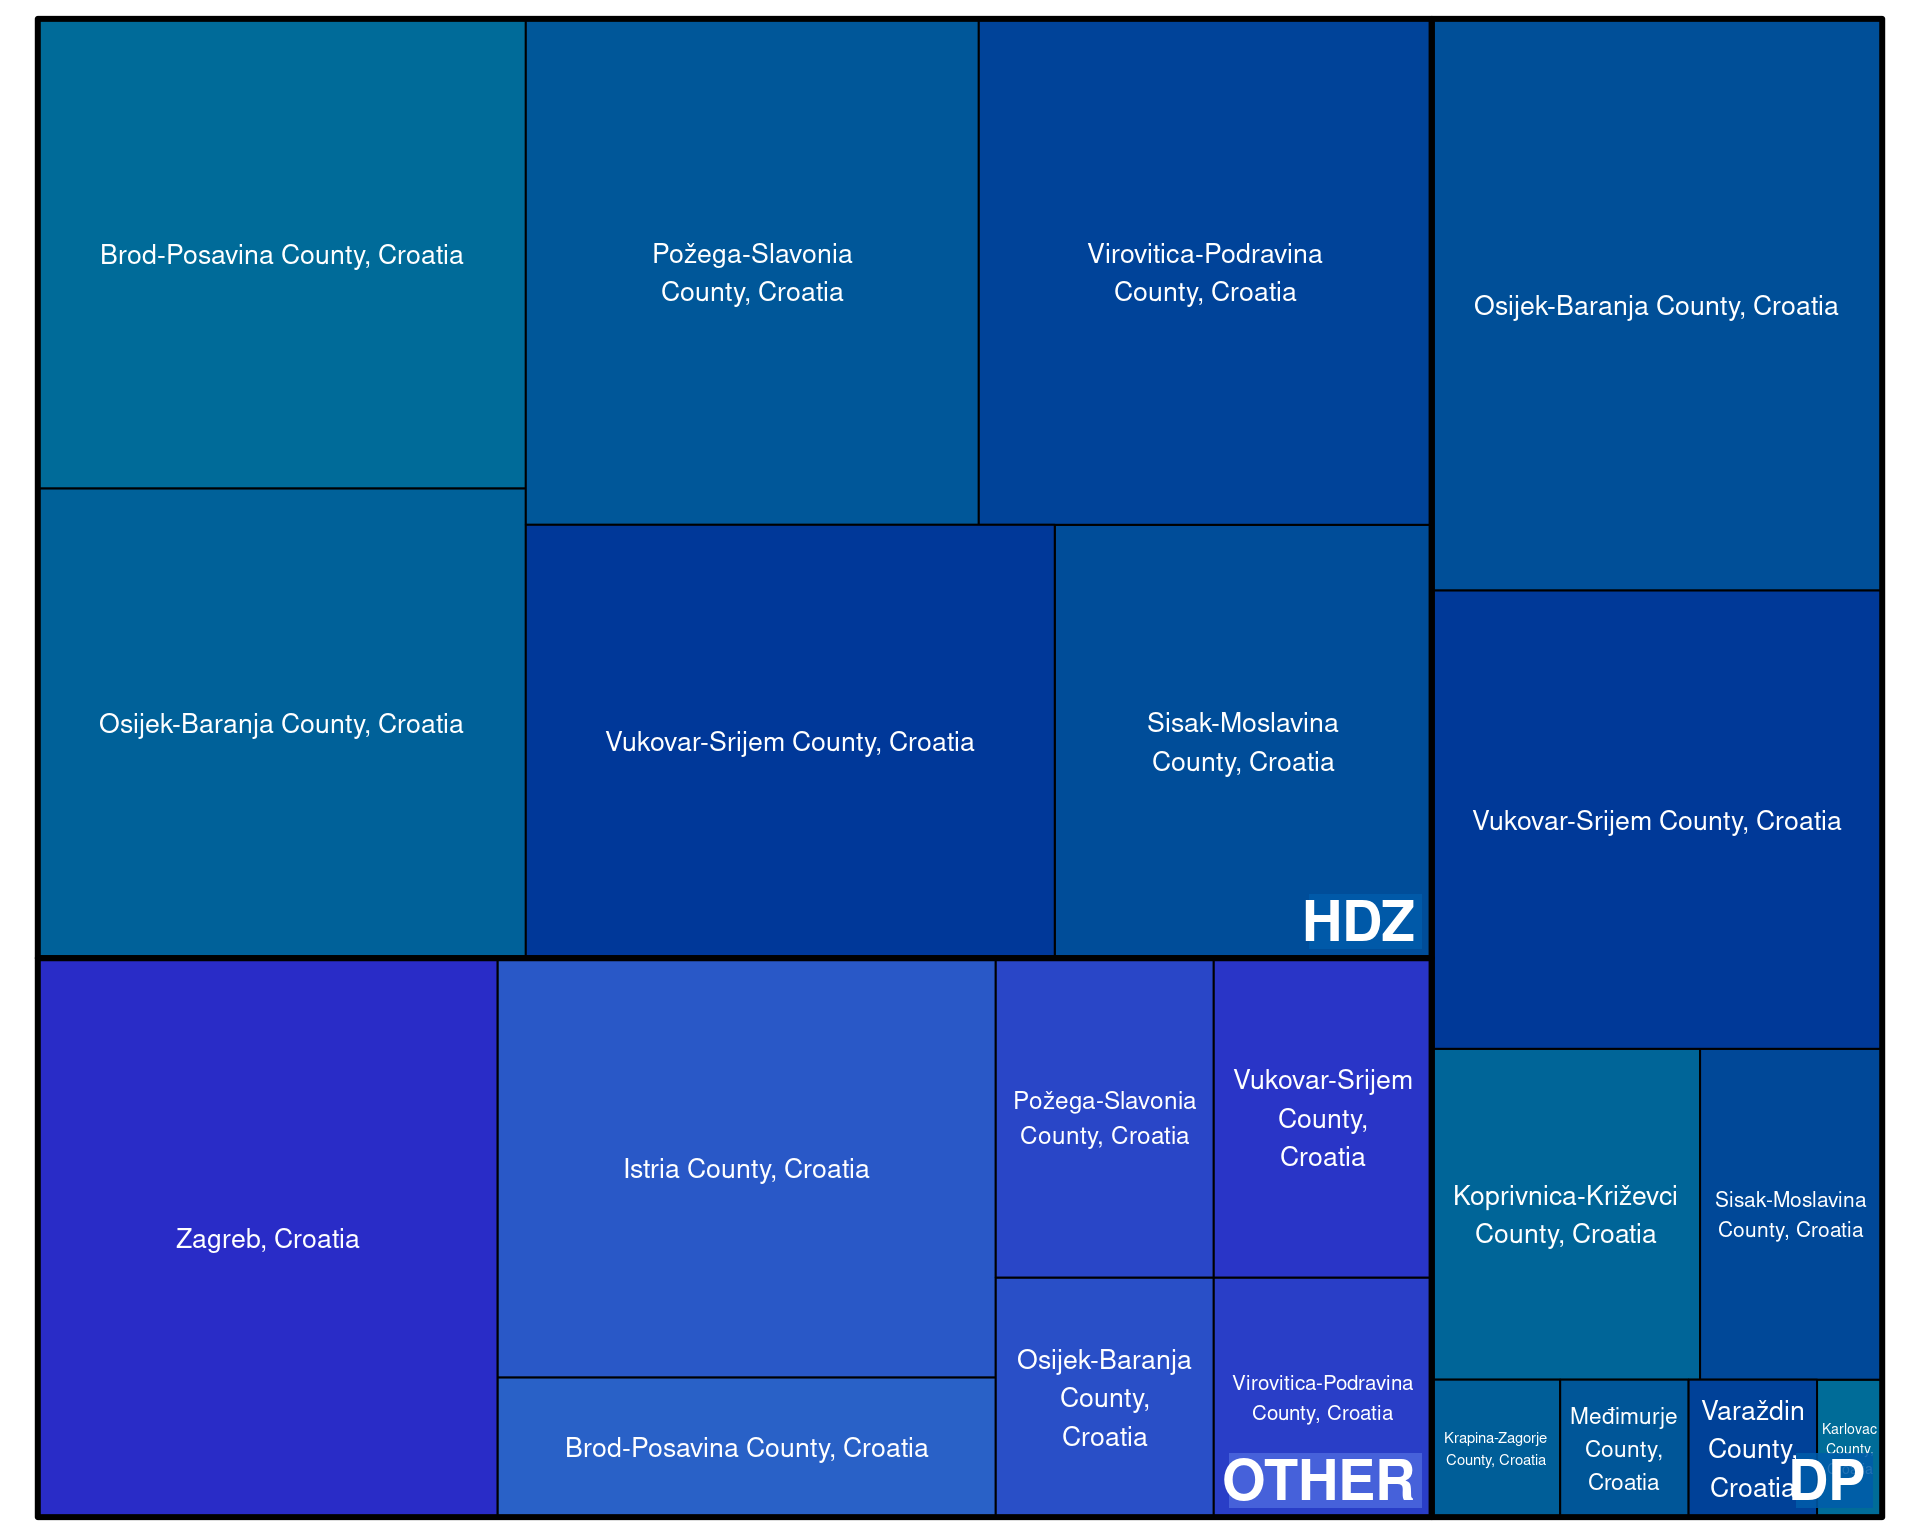 Brod-Posavina County, Croatia
Požega-Slavonia
County, Croatia
Virovitica-Podravina
County, Croatia
Osijek-Baranja County, Croatia
Osijek-Baranja County, Croatia
Vukovar-Srijem County, Croatia
Sisak-Moslavina
County, Croatia
HDZ
Vukovar-Srijem County, Croatia
Zagreb, Croatia
Istria County, Croatia
Brod-Posavina County, Croatia
Požega-Slavonia
County, Croatia
Vukovar-Srijem
County,
Croatia
Osijek-Baranja
County,
Croatia
Virovitica-Podravina
County, Croatia
OTHER
Koprivnica-Križevci
County, Croatia
Sisak-Moslavina
County, Croatia
Krapina-Zagorje
County, Croatia
Međimurje
County,
Croatia
Varaždin
County,
Croatia
Karlovac
County,
DP